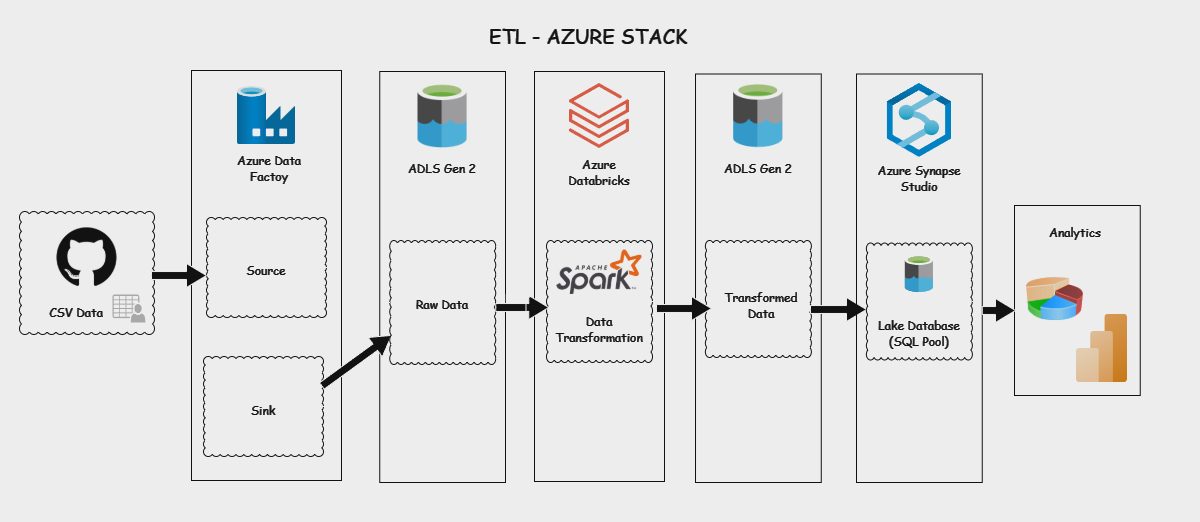 ETL - AZURE STACK
CSV Data
Azure Data
Factoy
Source
Sink
ADLS Gen 2
Raw Data
Azure
Databricks
APACHE
Spark
Data
Transformation
ADLS Gen 2
Transformed
Data
Azure Synapse
Studio
Lake Database
(SQL Pool)
Analytics